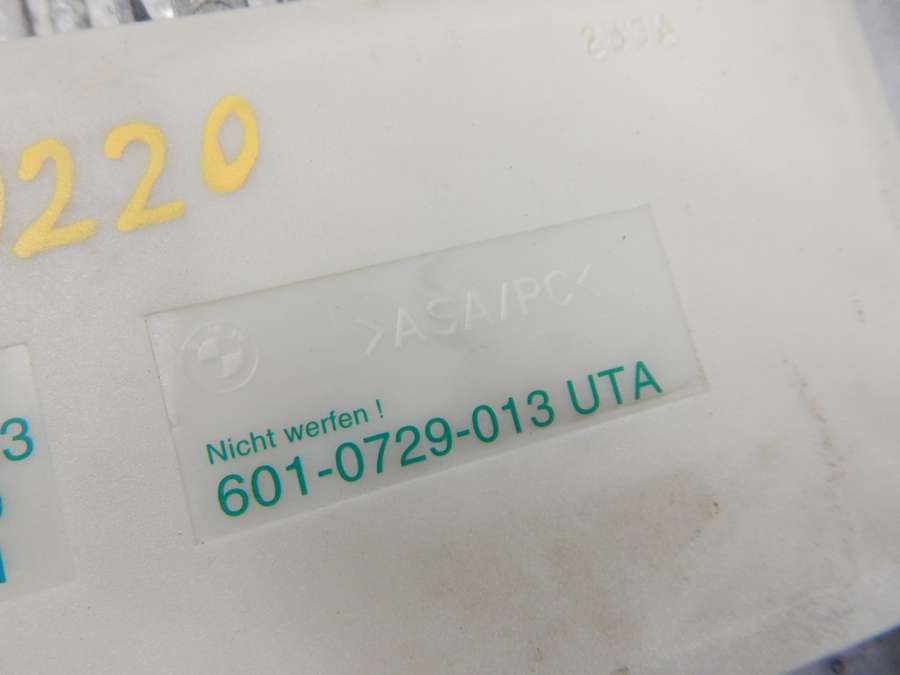 220
>ASA/PC<
Nicht werfen !
601-0729-013 UTA
3